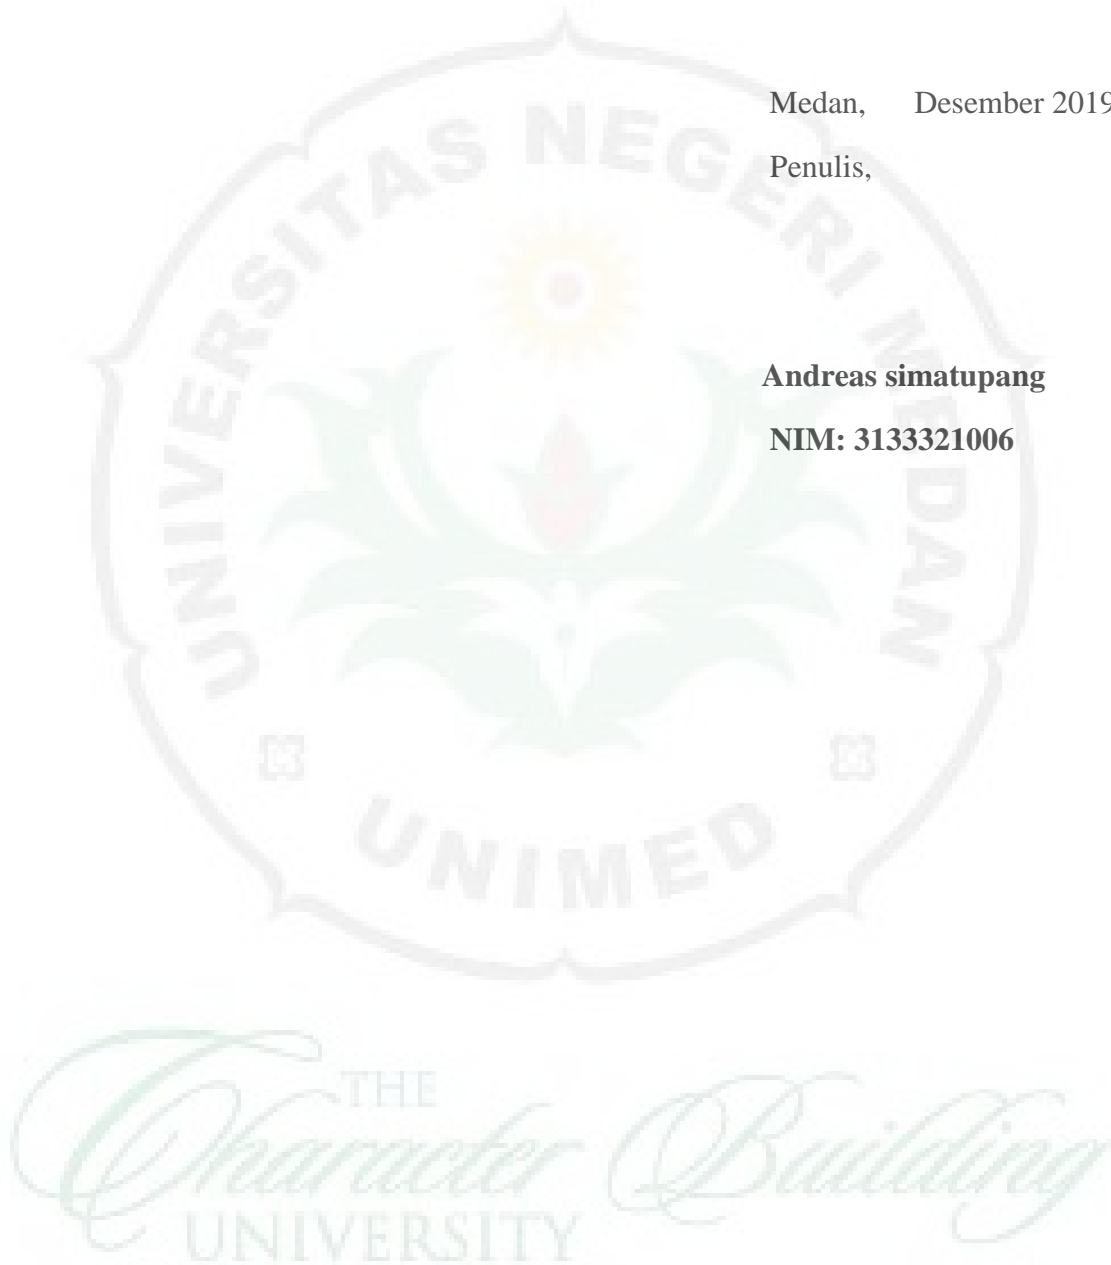 Medan, Desember 2019
Penulis,
Andreas simatupang
NIM: 3133321006
UNIVERSITAS NEGERI MEDAN
UNIMED
THE
Character Building
UNIVERSITY